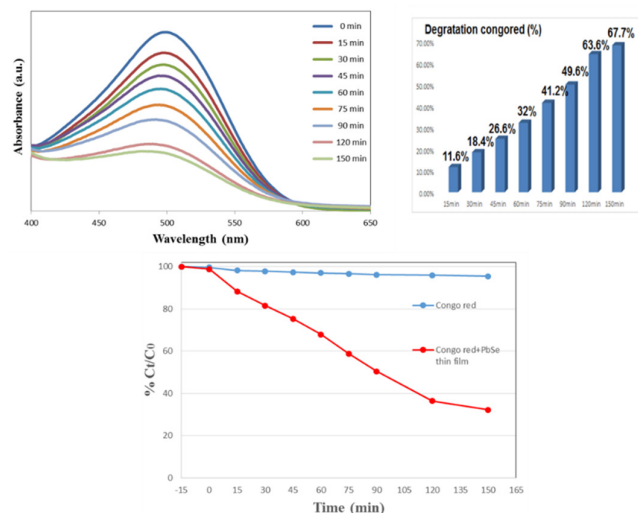 Absorbance (a.u.)
0 min
15 min
30 min
45 min
60 min
75 min
90 min
120 min
150 min
400 450 500 550 600 650
Wavelength (nm)
Degratation congored (%)
70.00%
60.00%
50.00%
40.00%
30.00%
20.00%
10.00%
0.00%
11.6%
18.4%
26.6%
32%
41.2%
49.6%
63.6%
67.7%
15min 30min 45min 60min 75min 90min 120min 150min
% Ct/C0
100
80
60
40
20
0
Congo red
Congo red+PbSe
thin film
-15 0 15 30 45 60 75 90 105 120 135 150 165
Time (min)